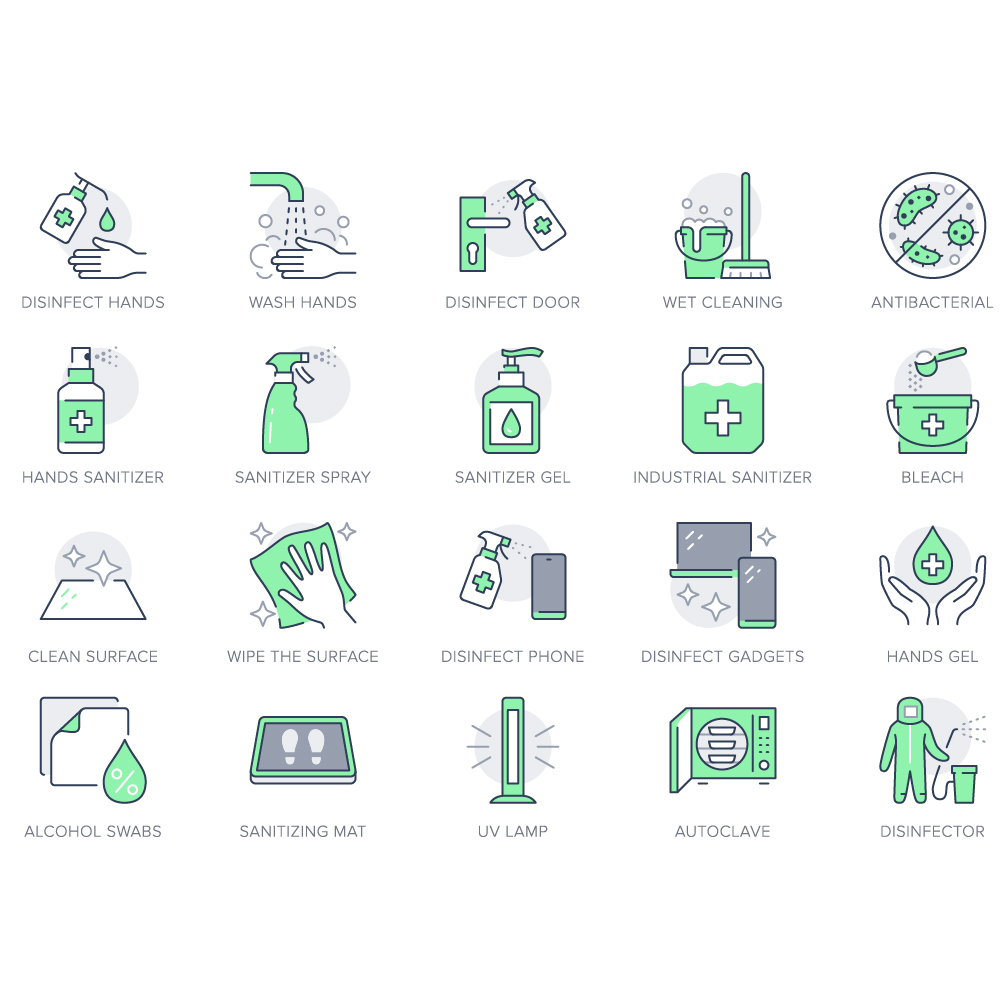 DISINFECT HANDS
WASH HANDS
DISINFECT DOOR
WET CLEANING
ANTIBACTERIAL
HANDS SANITIZER
SANITIZER SPRAY
SANITIZER GEL
INDUSTRIAL SANITIZER
BLEACH
CLEAN SURFACE
WIPE THE SURFACE
DISINFECT PHONE
DISINFECT GADGETS
HANDS GEL
%
ALCOHOL SWABS
SANITIZING MAT
UV LAMP
AUTOCLAVE
DISINFECTOR